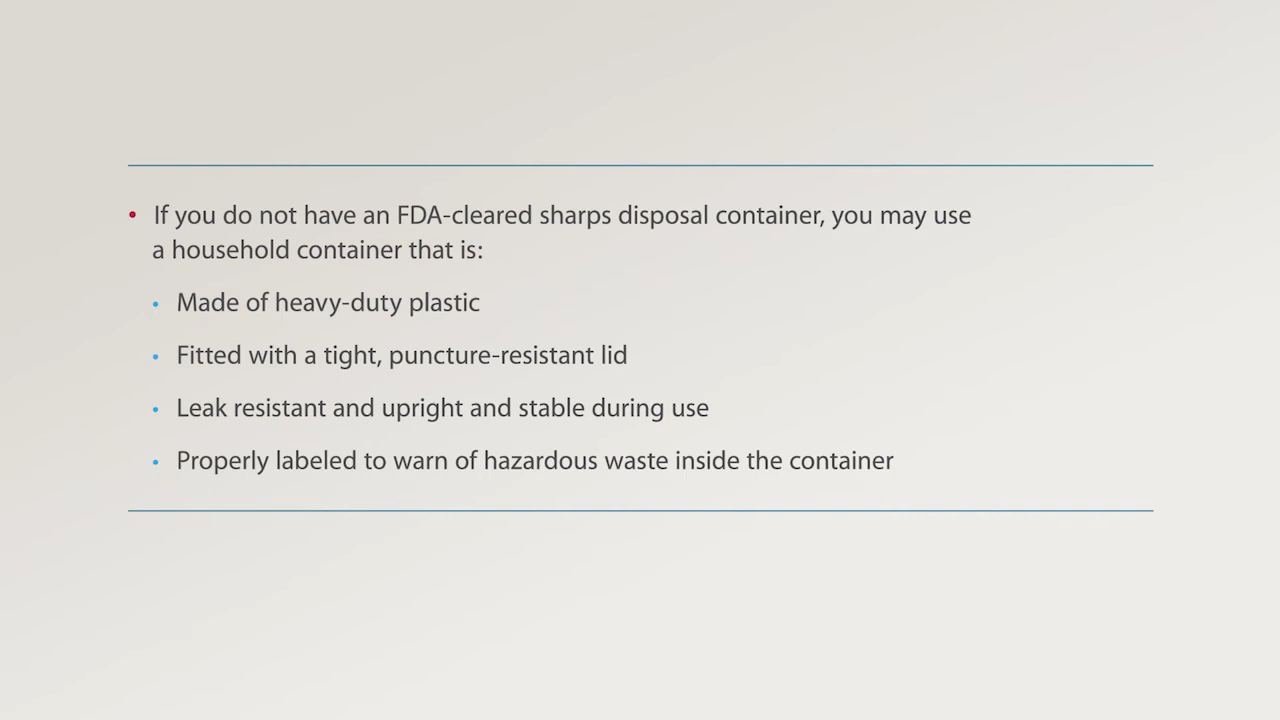 • If you do not have an FDA-cleared sharps disposal container, you may use
a household container that is:
• Made of heavy-duty plastic
• Fitted with a tight, puncture-resistant lid
• Leak resistant and upright and stable during use
• Properly labeled to warn of hazardous waste inside the container